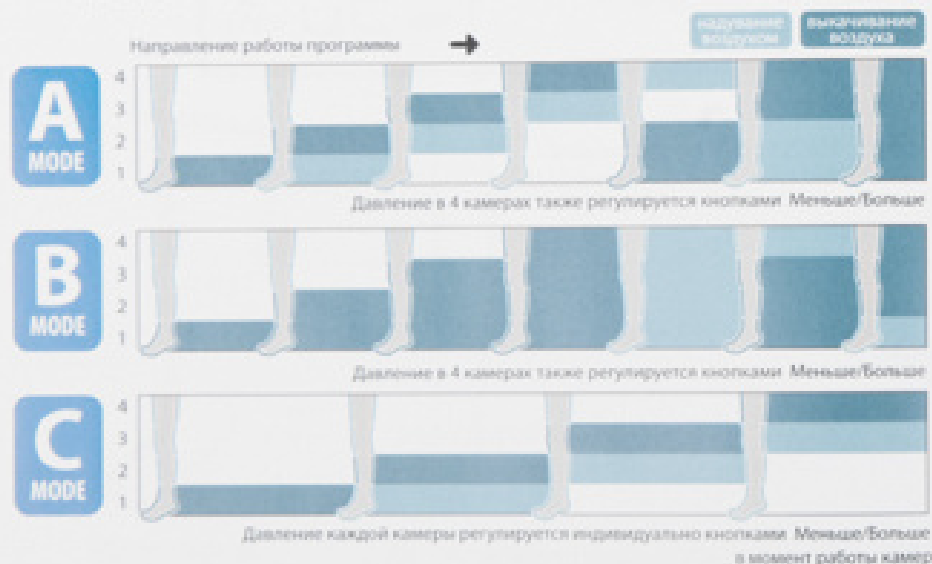 надувание
воздухом
выкачивание
воздуха
Направление работы программы
A
MODE
4
3
2
1
Давление в 4 камерах также регулируется кнопками Меньше/Больше
B
MODE
4
3
2
1
Давление в 4 камерах также регулируется кнопками Меньше/Больше
C
MODE
4
3
2
1
Давление каждой камеры регулируется индивидуально кнопками Меньше/Больше
в момент работы камер